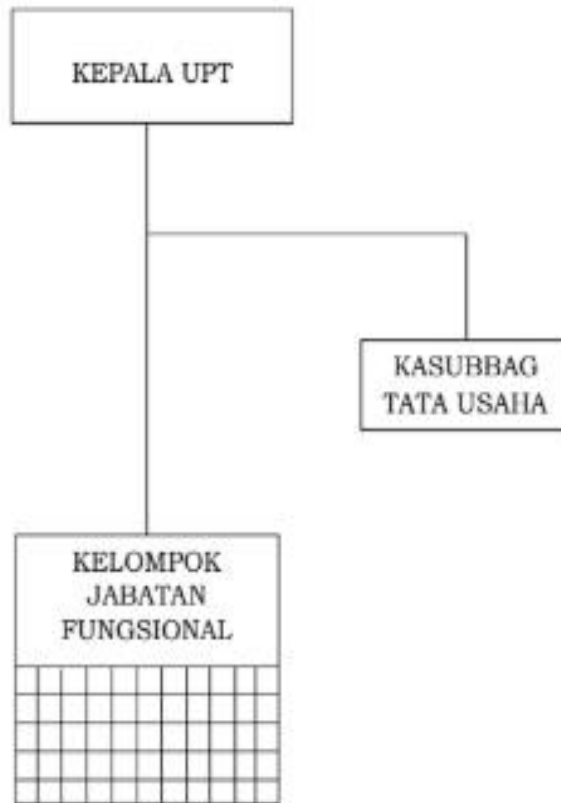 KEPALA UPT
KASUBBAG
TATA USAHA
KELOMPOK
JABATAN
FUNGSIONAL